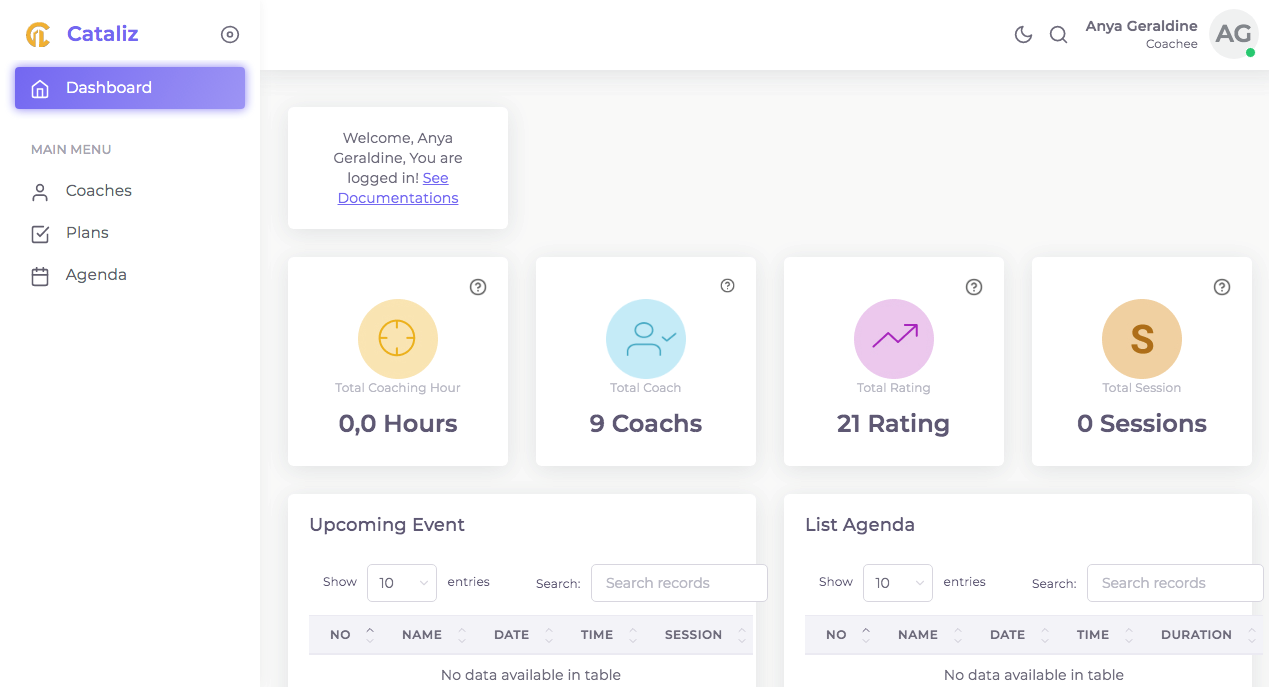 Cataliz
Anya Geraldine
Coachee
AG
Dashboard
MAIN MENU
Coaches
Plans
Agenda
Welcome, Anya
Geraldine, You are
logged in! See
Documentations
Total Coaching Hour
0,0 Hours
Total Coach
9 Coachs
Total Rating
21 Rating
S
Total Session
0 Sessions
Upcoming Event
Show 10 entries Search: Search records
NO NAME DATE TIME SESSION
No data available in table
List Agenda
Show 10 entries Search: Search records
NO NAME DATE TIME DURATION
No data available in table